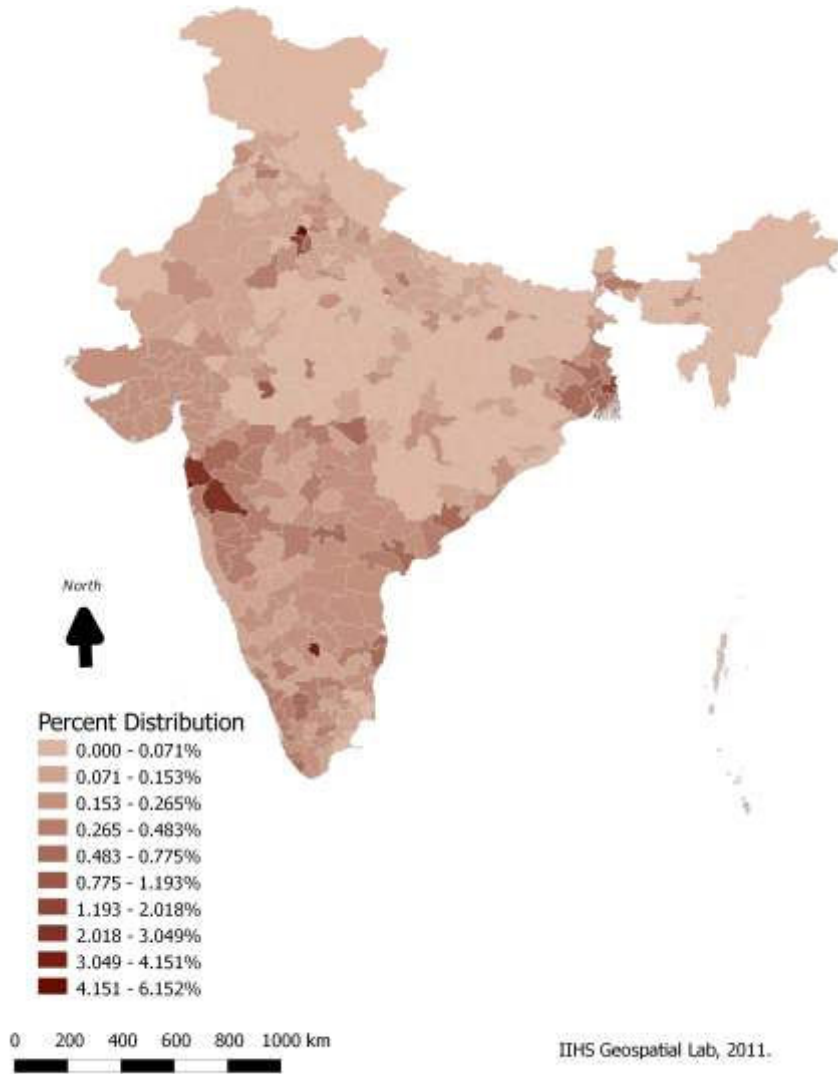 North
Percent Distribution
0.000 - 0.071%
0.071 - 0.153%
0.153 - 0.265%
0.265 - 0.483%
0.483 - 0.775%
0.775 - 1.193%
1.193 - 2.018%
2.018 - 3.049%
3.049 - 4.151%
4.151 - 6.152%
0 200 400 600 800 1000 km
IIHS Geospatial Lab, 2011.